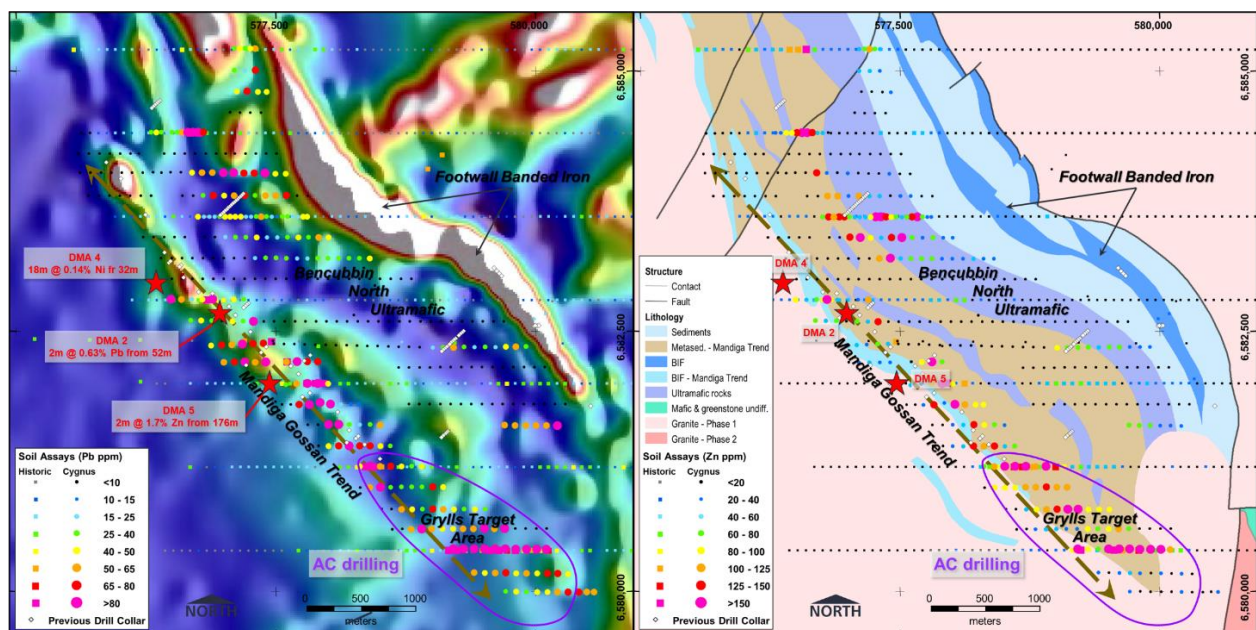 577,500
580,000
6,585,000
Footwall Banded Iron
DMA 4
18m @ 0.14% Ni fr 32m
Bencubbin
North
Ultramafic
6,582,500
DMA 2
2m @ 0.63% Pb from 52m
DMA 5
2m @ 1.7% Zn from 176m
Mandiga Gossan Trend
Soil Assays (Pb ppm)
Historic Cygnus
<10
10 - 15
15 - 25
25 - 40
40 - 50
50 - 65
65 - 80
>80
Previous Drill Collar
Grylls Target
Area
AC drilling
NORTH
0 500 1000
meters
6,580,000
577,500
580,000
6,585,000
Footwall Banded Iron
DMA 4
Bencubbin
North
Ultramafic
DMA 2
6,582,500
DMA 5
Mandiga Gossan Trend
Structure
Contact
Fault
Lithology
Sediments
Metased. - Mandiga Trend
BIF
BIF - Mandiga Trend
Ultramafic rocks
Mafic & greenstone undiff.
Granite - Phase 1
Granite - Phase 2
Soil Assays (Zn ppm)
Historic Cygnus
<20
20 - 40
40 - 60
60 - 80
80 - 100
100 - 125
125 - 150
>150
Previous Drill Collar
Grylls Target
Area
AC drilling
NORTH
0 500 1000
meters
6,580,000